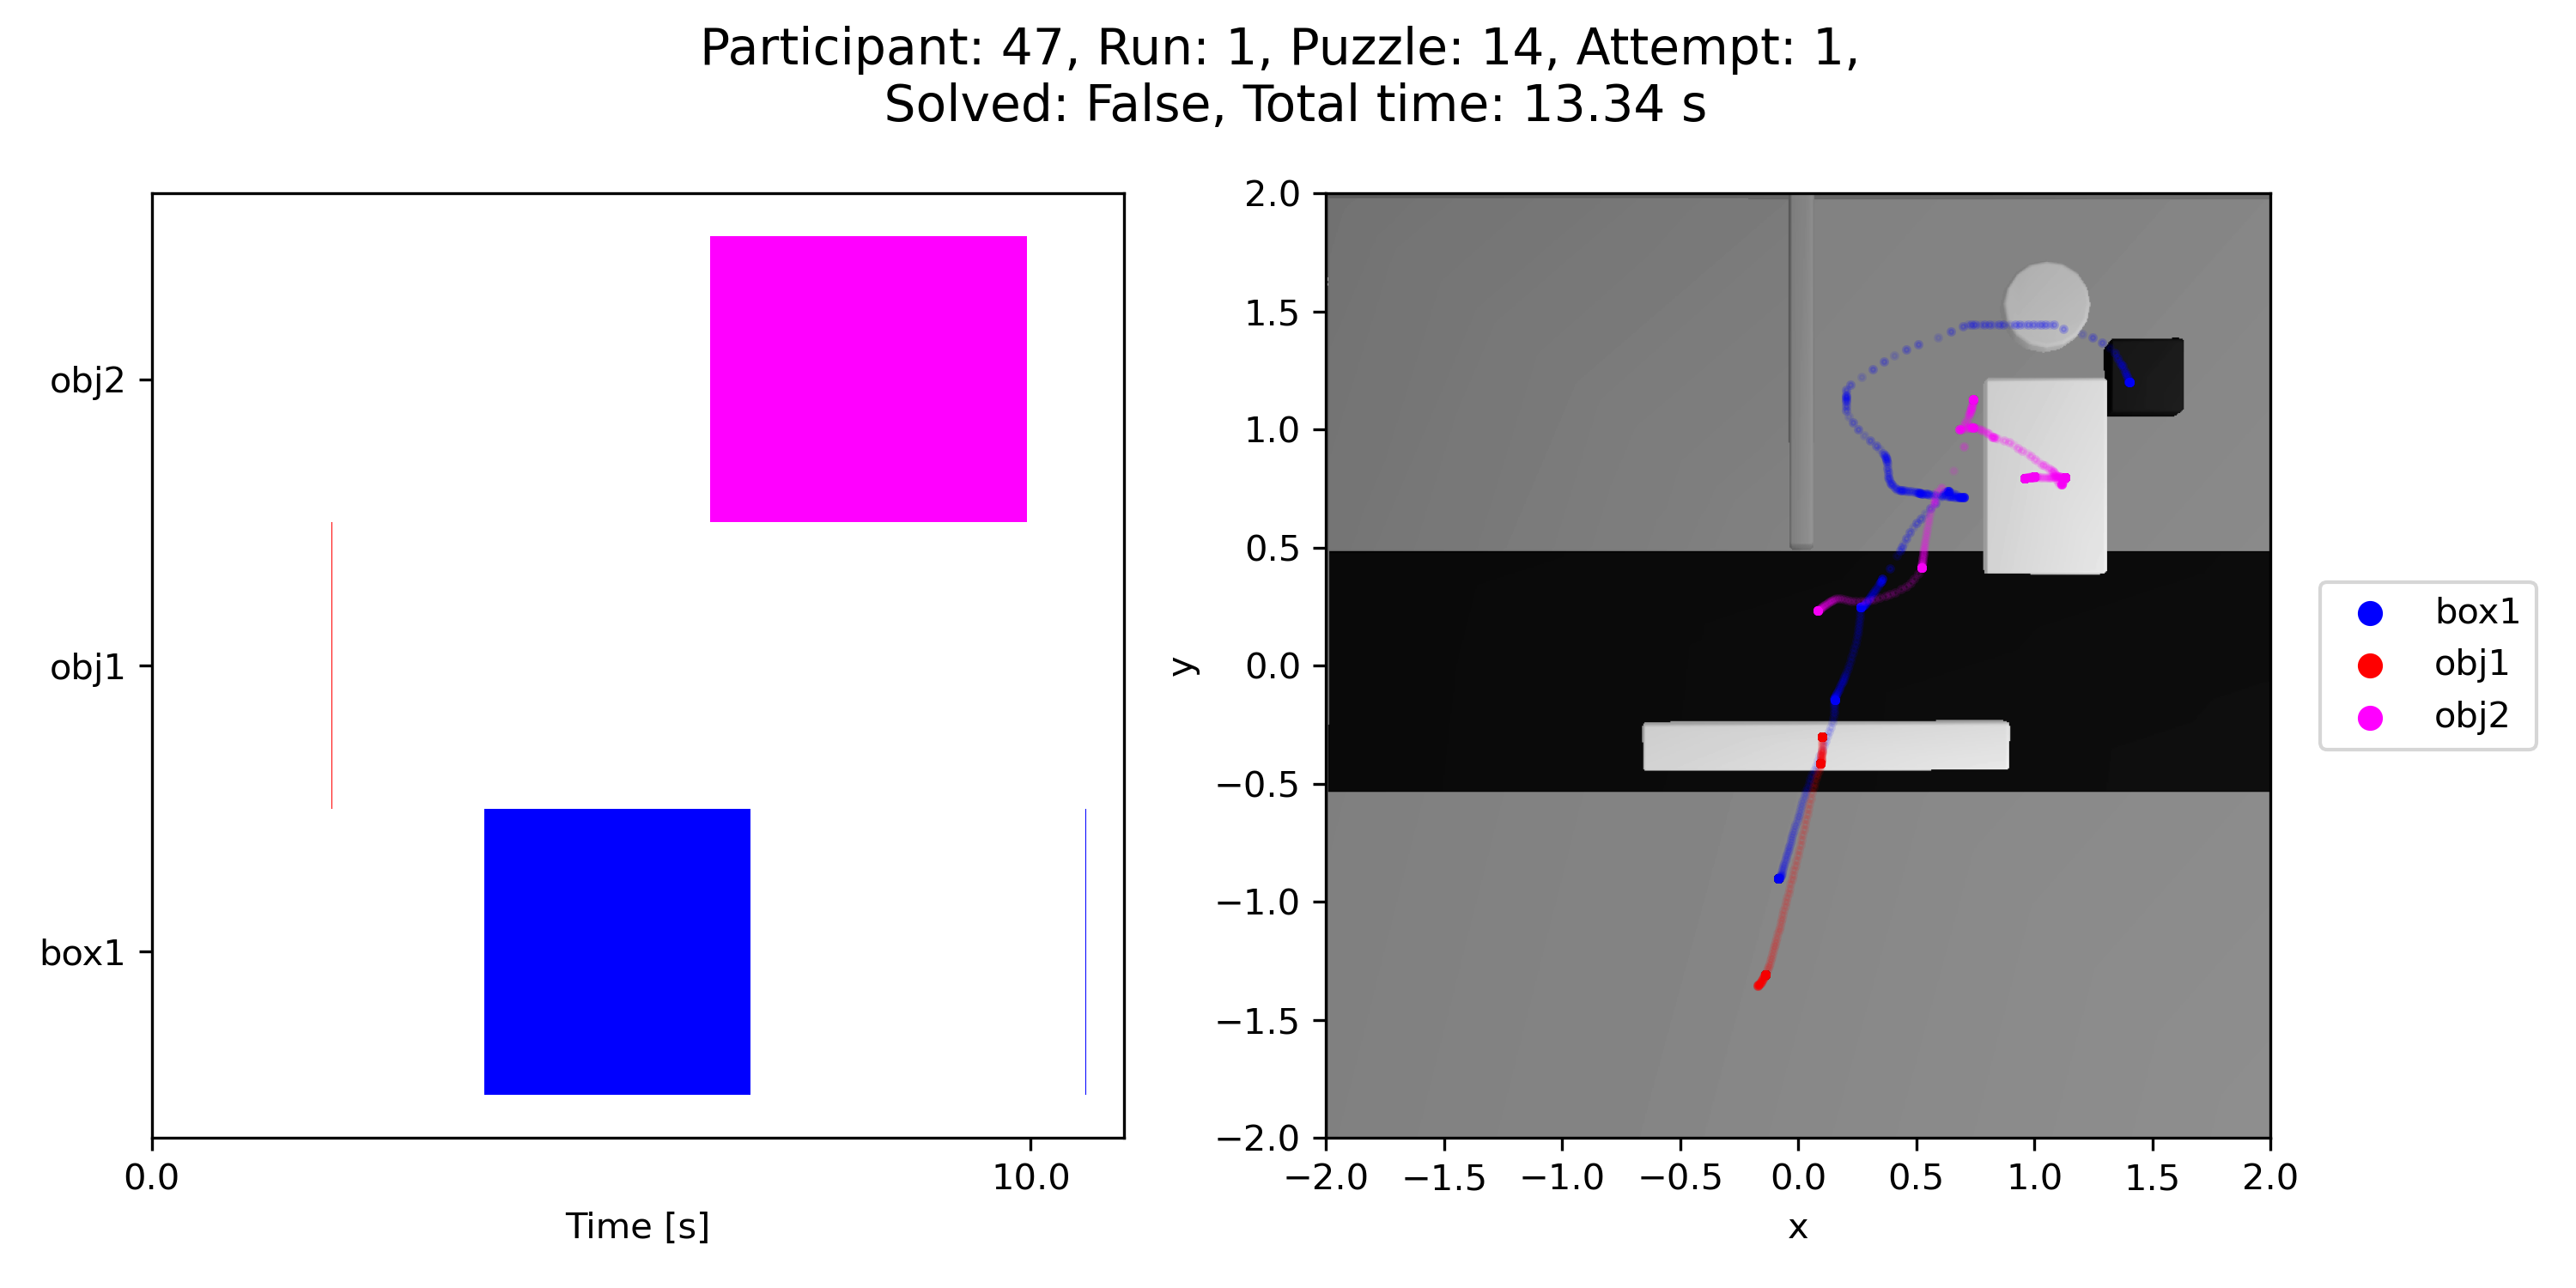 Participant: 47, Run: 1, Puzzle: 14, Attempt: 1,
Solved: False, Total time: 13.34 s
obj2
obj1
box1
0.0
10.0
Time [s]
2.0
1.5
1.0
0.5
0.0
−0.5
−1.0
−1.5
−2.0
y
−2.0
−1.5
−1.0
−0.5
0.0
0.5
1.0
1.5
2.0
x
box1
obj1
obj2